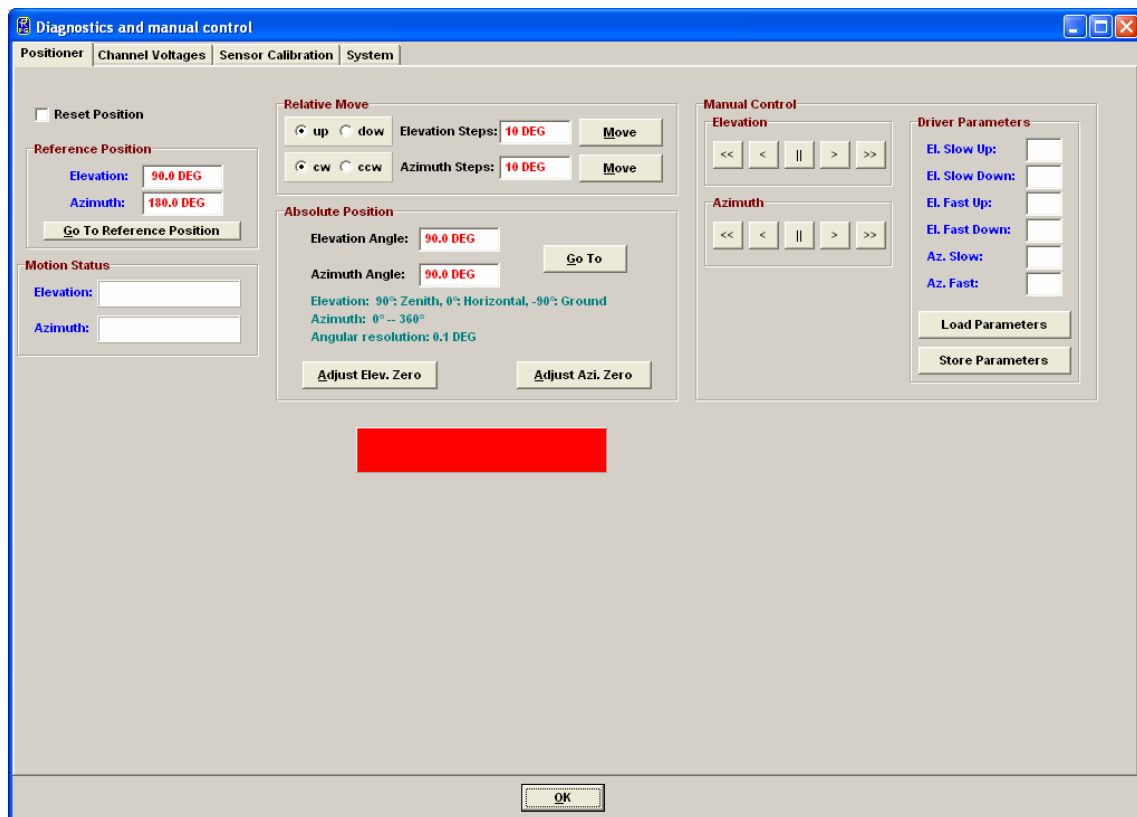 Diagnostics and manual control
Positioner Channel Voltages Sensor Calibration System
Reset Position
Reference Position
Elevation: 90.0 DEG
Azimuth: 180.0 DEG
Go To Reference Position
Motion Status
Elevation:
Azimuth:
Relative Move
up dow Elevation Steps: 10 DEG Move
cw ccw Azimuth Steps: 10 DEG Move
Absolute Position
Elevation Angle: 90.0 DEG
Azimuth Angle: 90.0 DEG
Go To
Elevation: 90°: Zenith, 0°: Horizontal, -90°: Ground
Azimuth: 0° -- 360°
Angular resolution: 0.1 DEG
Adjust Elev. Zero Adjust Azi. Zero
Manual Control
Elevation
<< < || > >>
Azimuth
<< < || > >>
Driver Parameters
El. Slow Up:
El. Slow Down:
El. Fast Up:
El. Fast Down:
Az. Slow:
Az. Fast:
Load Parameters
Store Parameters
OK